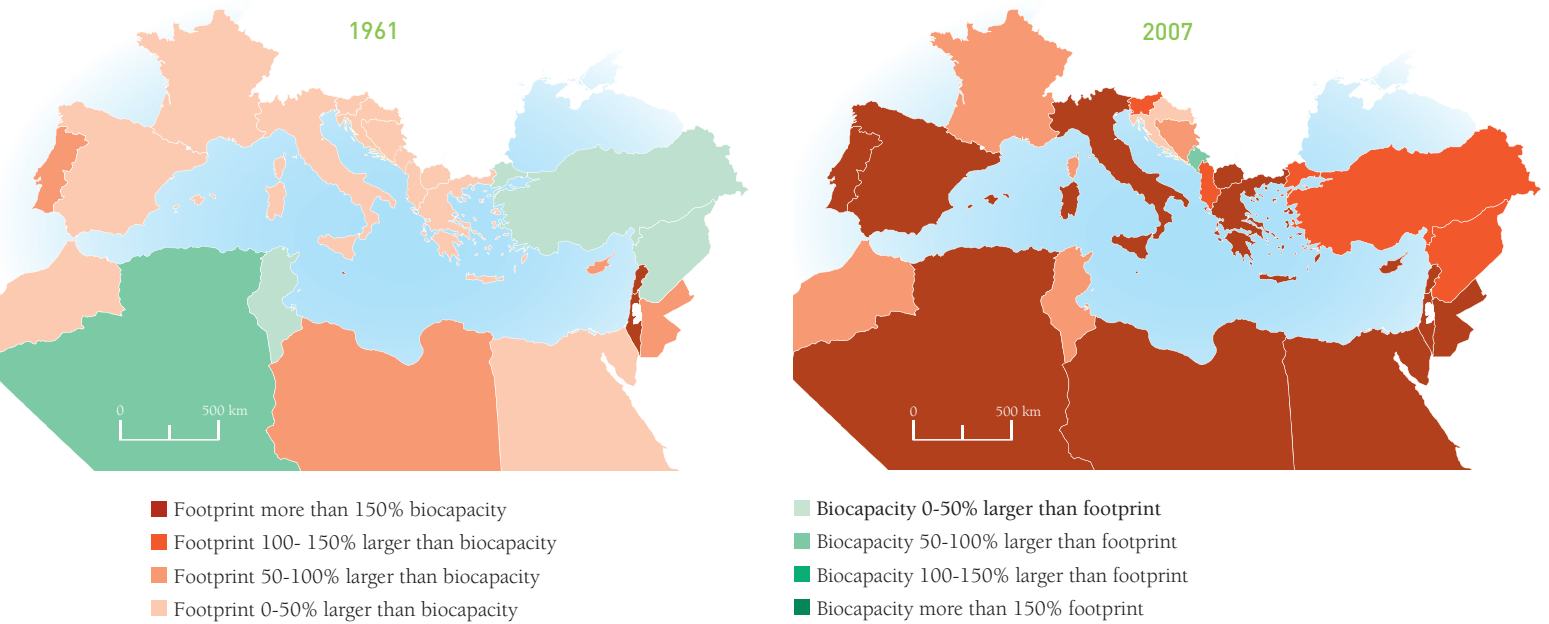 1961
2007
0 500 km
0 500 km
Footprint more than 150% biocapacity
Footprint 100- 150% larger than biocapacity
Footprint 50-100% larger than biocapacity
Footprint 0-50% larger than biocapacity
Biocapacity 0-50% larger than footprint
Biocapacity 50-100% larger than footprint
Biocapacity 100-150% larger than footprint
Biocapacity more than 150% footprint